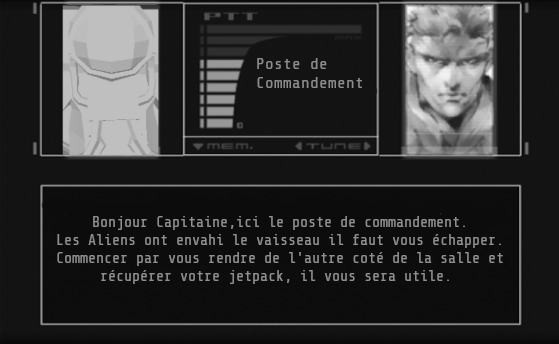 PTT
Poste de
Commandement
MEM.
TUNE
Bonjour Capitaine,ici le poste de commandement.
Les Aliens ont envahi le vaisseau il faut vous échapper.
Commencer par vous rendre de l'autre coté de la salle et
récupérer votre jetpack, il vous sera utile.